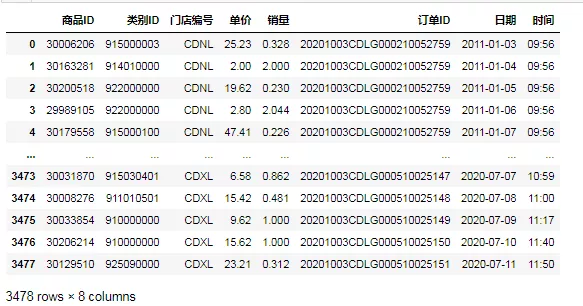 商品ID 类别ID 门店编号 单价 销量 订单ID 日期 时间
0 30006206 915000003 CDNL 25.23 0.328 20201003CDLG000210052759 2011-01-03 09:56
1 30163281 914010000 CDNL 2.00 2.000 20201003CDLG000210052759 2011-01-04 09:56
2 30200518 922000000 CDNL 19.62 0.230 20201003CDLG000210052759 2011-01-05 09:56
3 29989105 922000000 CDNL 2.80 2.044 20201003CDLG000210052759 2011-01-06 09:56
4 30179558 915000100 CDNL 47.41 0.226 20201003CDLG000210052759 2011-01-07 09:56
... ... ... ... ... ... ... ... ...
3473 30031870 915030401 CDXL 6.58 0.862 20201003CDLG000510025147 2020-07-07 10:59
3474 30008276 911010501 CDXL 15.42 0.481 20201003CDLG000510025148 2020-07-08 11:00
3475 30033854 910000000 CDXL 9.62 1.000 20201003CDLG000510025149 2020-07-09 11:17
3476 30206214 910000000 CDXL 15.62 1.000 20201003CDLG000510025150 2020-07-10 11:40
3477 30129510 925090000 CDXL 23.21 0.312 20201003CDLG000510025151 2020-07-11 11:50
3478 rows × 8 columns